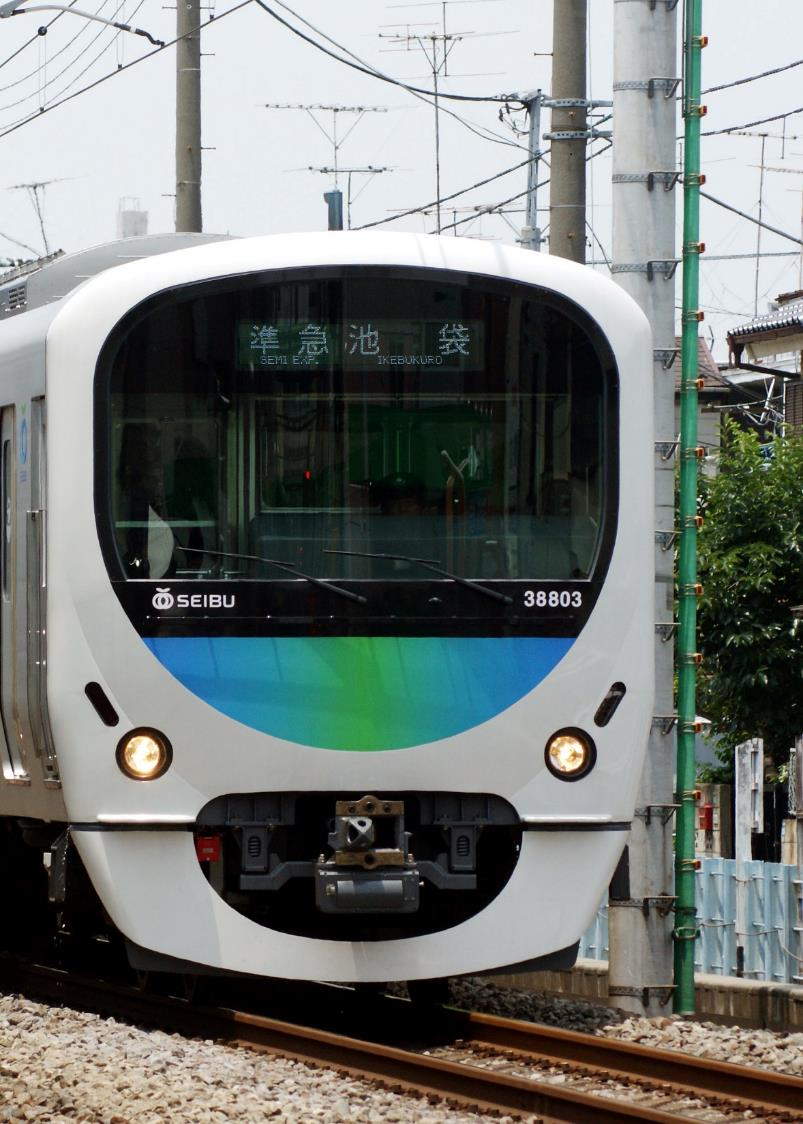 準急 池袋
SEMI EXP. IKEBUKURO
SEIBU 38803